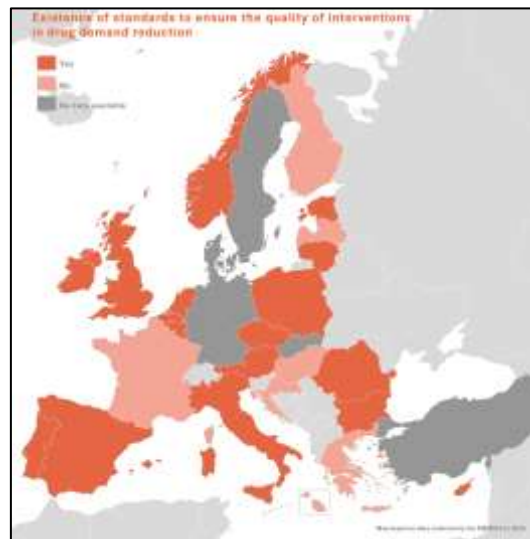 Existence of standards to ensure the quality of interventions
in drug demand reduction
Yes
No
No data available